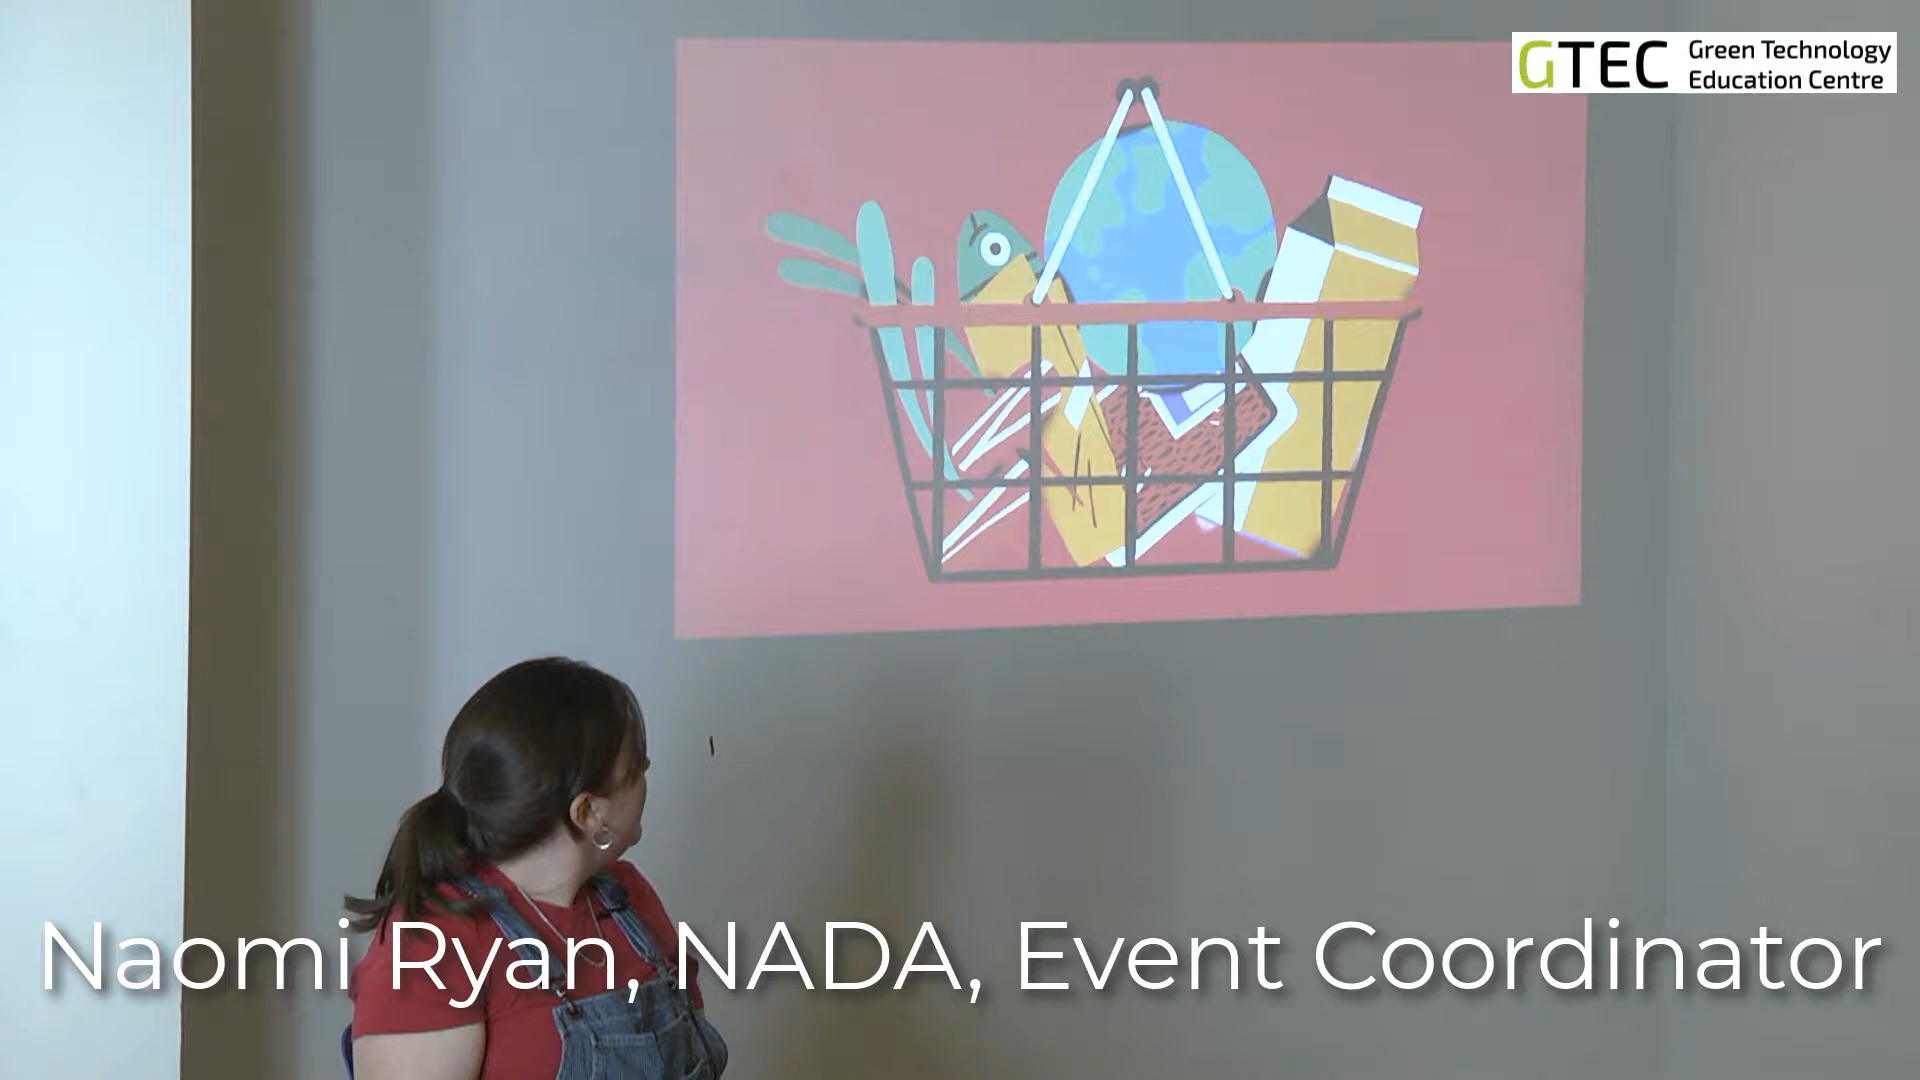 GTEC
Green Technology
Education Centre
Naomi Ryan, NADA, Event Coordinator